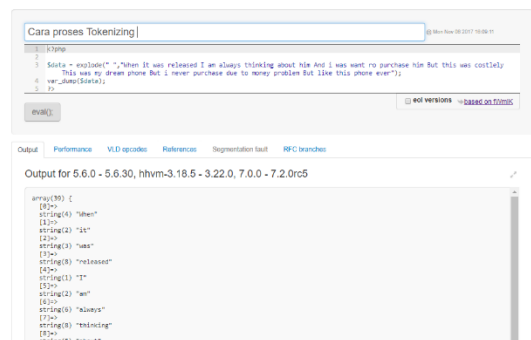 Cara proses Tokenizing
Mon Nov 06 2017 18:09:11
1 <?php
2
3 $data = explode(" ","When it was released I am always thinking about him And i was want ro purchase him But this was costlely
This was my dream phone But i never purchase due to money problem But like this phone ever");
4 var_dump($data);
5 ?>
eol versions based on
eval();
Output Performance VLD opcodes References Segmentation fault RFC branches
Output for 5.6.0 - 5.6.30, hhvm-3.18.5 - 3.22.0, 7.0.0 - 7.2.0rc5
array(39) {
[0]=>
string(4) "When"
[1]=>
string(2) "it"
[2]=>
string(3) "was"
[3]=>
string(8) "released"
[4]=>
string(1) "I"
[5]=>
string(2) "am"
[6]=>
string(6) "always"
[7]=>
string(8) "thinking"
[8]=>